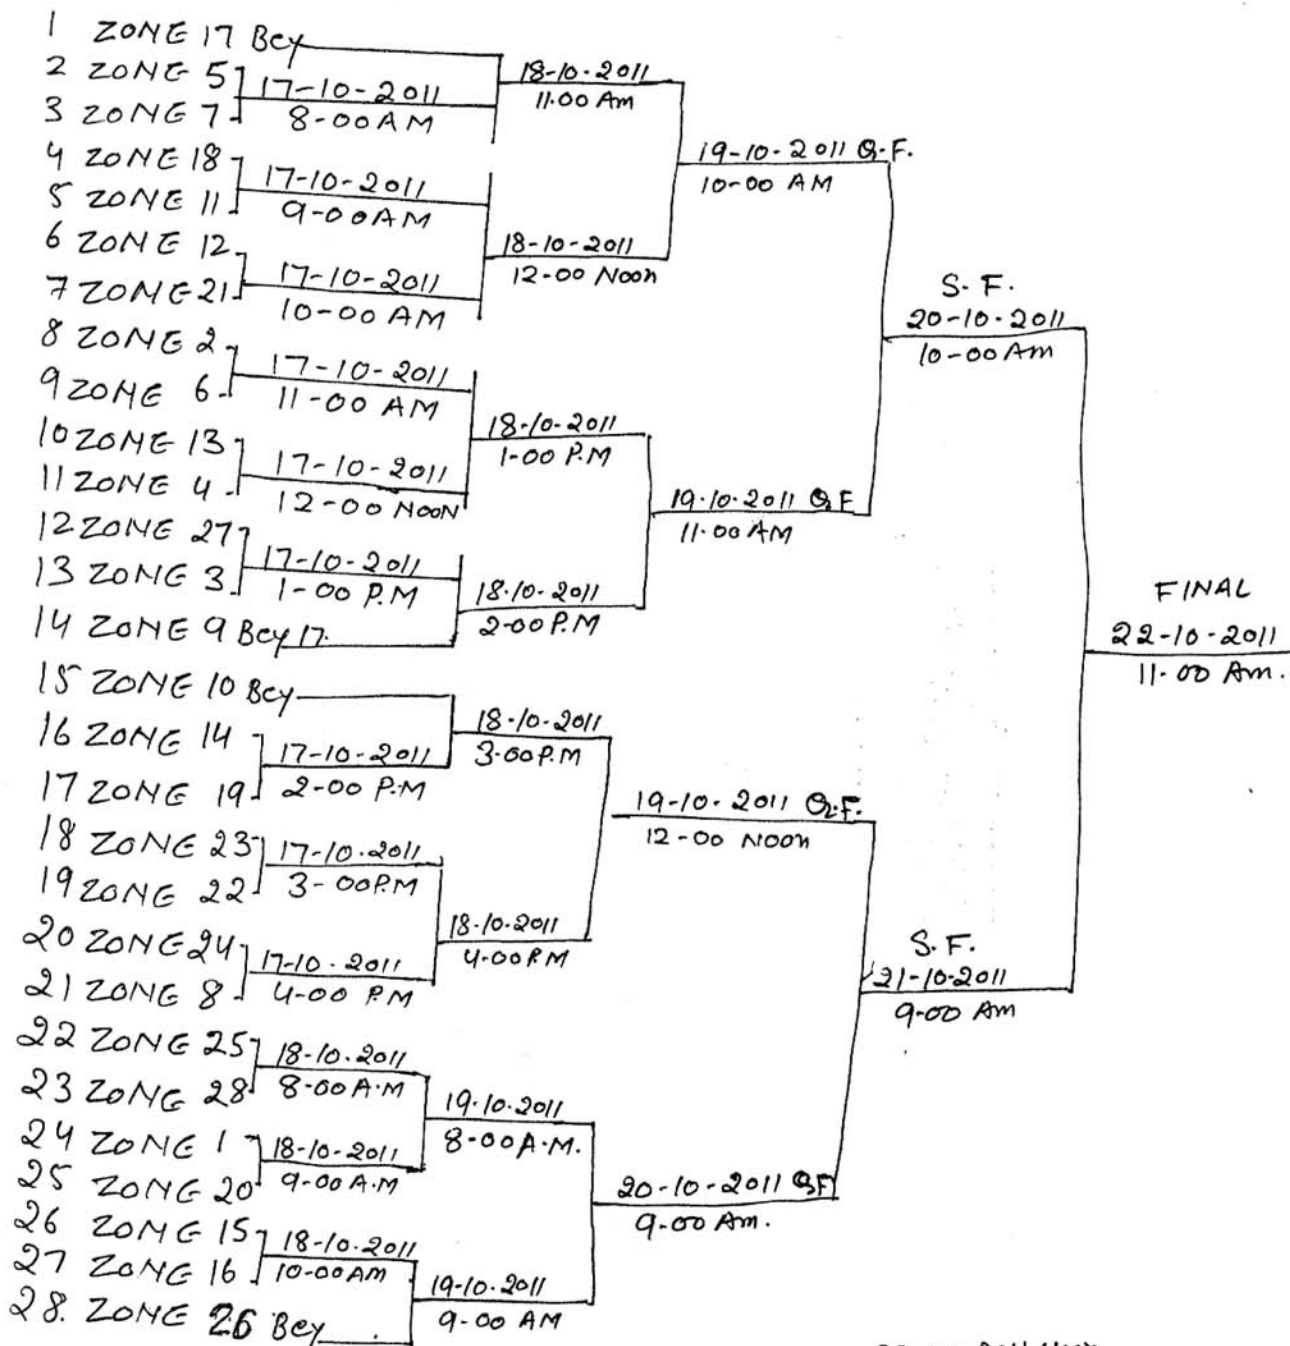 1 ZONE 17 Bey
2 ZONE 5
3 ZONE 7
17-10-2011
8-00 AM
18-10-2011
11.00 Am
4 ZONE 18
5 ZONE 11
17-10-2011
9-00 AM
19-10-2011 Q.F.
10-00 AM
6 ZONE 12
7 ZONE 21
17-10-2011
10-00 AM
18-10-2011
12-00 Noon
S. F.
20-10-2011
10-00 Am
8 ZONE 2
9 ZONE 6
17-10-2011
11-00 AM
10 ZONE 13
11 ZONE 4
17-10-2011
12-00 NOON
18-10-2011
1-00 P.M
19.10.2011 Q.F
11.00 AM
12 ZONE 27
13 ZONE 3
17-10-2011
1-00 P.M
14 ZONE 9 Bey 17
18.10-2011
2-00 P.M
FINAL
22-10-2011
11-00 Am.
15 ZONE 10 Bey
16 ZONE 14
17 ZONE 19
17-10-2011
2-00 P.M
18-10-2011
3-00 P.M
19-10-2011 Q.F.
12-00 NOON
18 ZONE 23
19 ZONE 22
17-10-2011
3-00 P.M
20 ZONE 24
21 ZONE 8
17-10-2011
4-00 P.M
18-10-2011
4-00 P.M
S.F.
21-10-2011
9-00 Am
22 ZONE 25
23 ZONE 28
18-10-2011
8-00 A.M
24 ZONE 1
25 ZONE 20
18-10-2011
9-00 A.M
19-10-2011
8-00 A.M.
20-10-2011 QF
9-00 Am.
26 ZONE 15
27 ZONE 16
18-10-2011
10-00 AM
28. ZONE 26 Bey
19-10-2011
9-00 AM